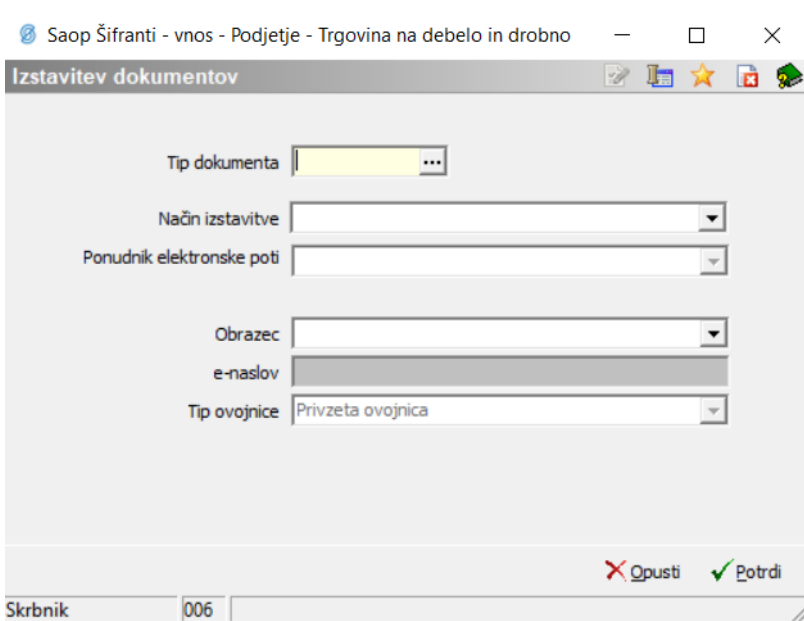 Saop Šifranti - vnos - Podjetje - Trgovina na debelo in drobno
Izstavitev dokumentov
Tip dokumenta
...
Način izstavitve
Ponudnik elektronske poti
Obrazec
e-naslov
Tip ovojnice Privzeta ovojnica
Opusti Potrdi
Skrbnik 006